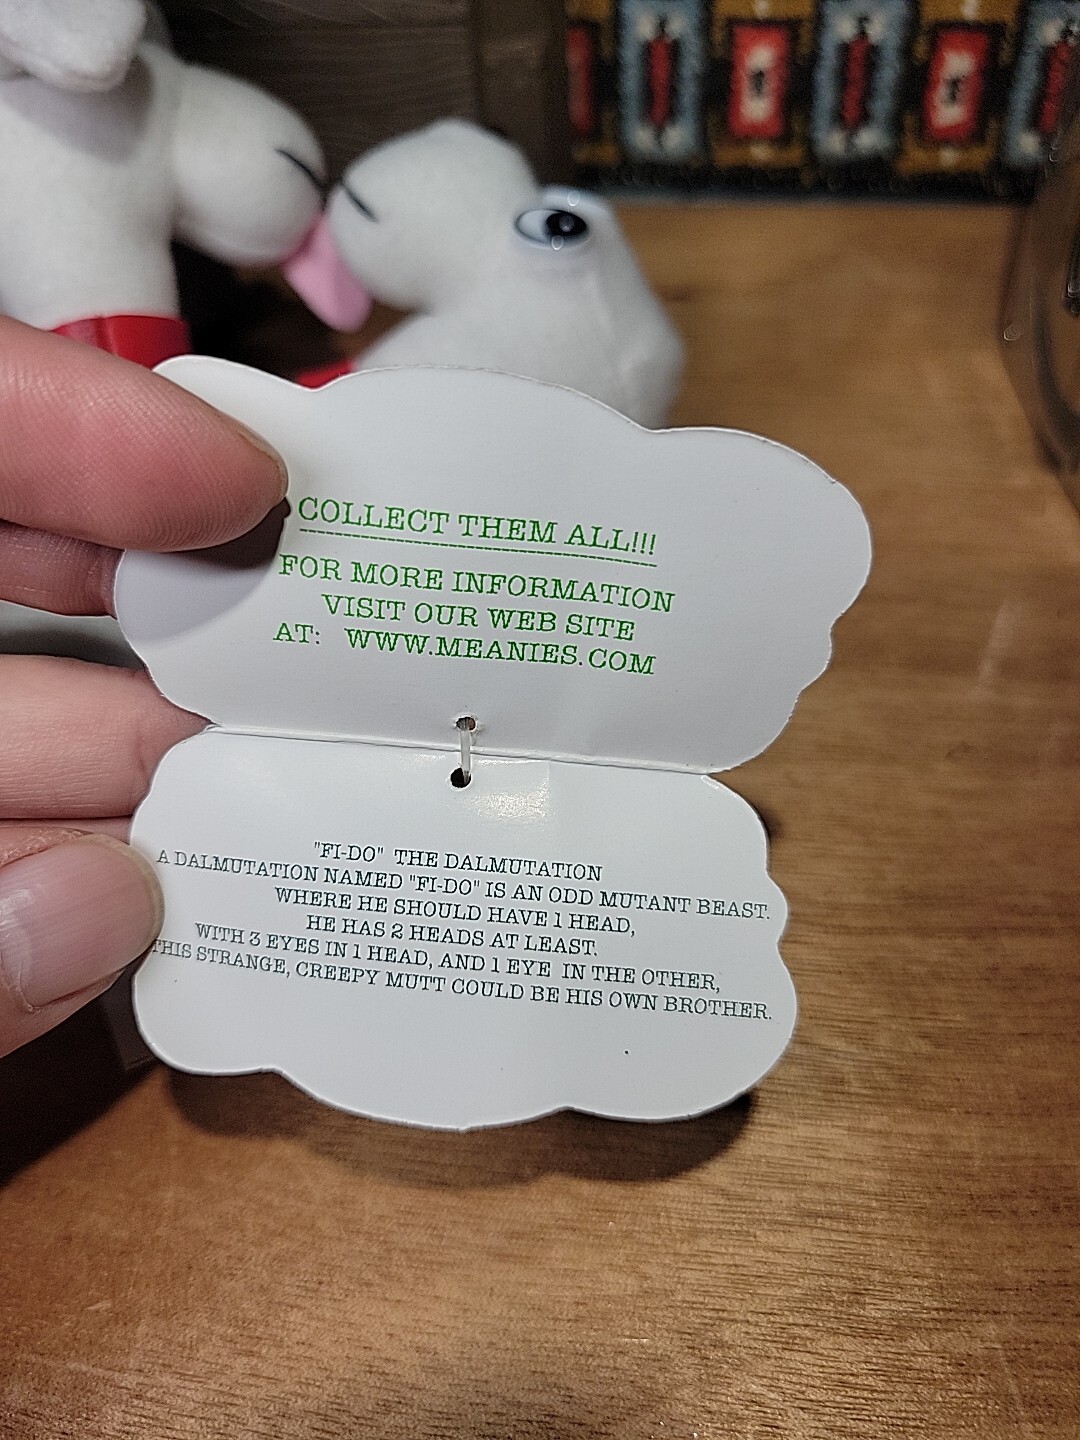 COLLECT THEM ALL!!!
FOR MORE INFORMATION
VISIT OUR WEB SITE
AT: WWW.MEANIES.COM
"FI-DO" THE DALMUTATION
A DALMUTATION NAMED "FI-DO" IS AN ODD MUTANT BEAST.
WHERE HE SHOULD HAVE 1 HEAD,
HE HAS 2 HEADS AT LEAST.
WITH 3 EYES IN 1 HEAD, AND 1 EYE IN THE OTHER,
THIS STRANGE, CREEPY MUTT COULD BE HIS OWN BROTHER.